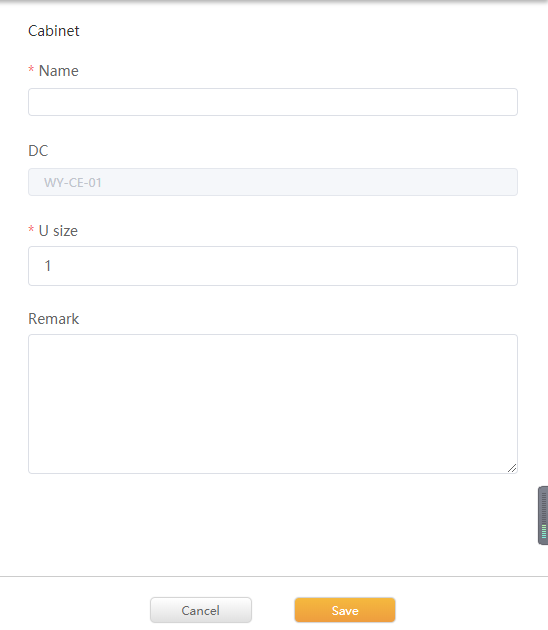 Cabinet
* Name
DC
WY-CE-01
* U size
1
Remark
Cancel Save